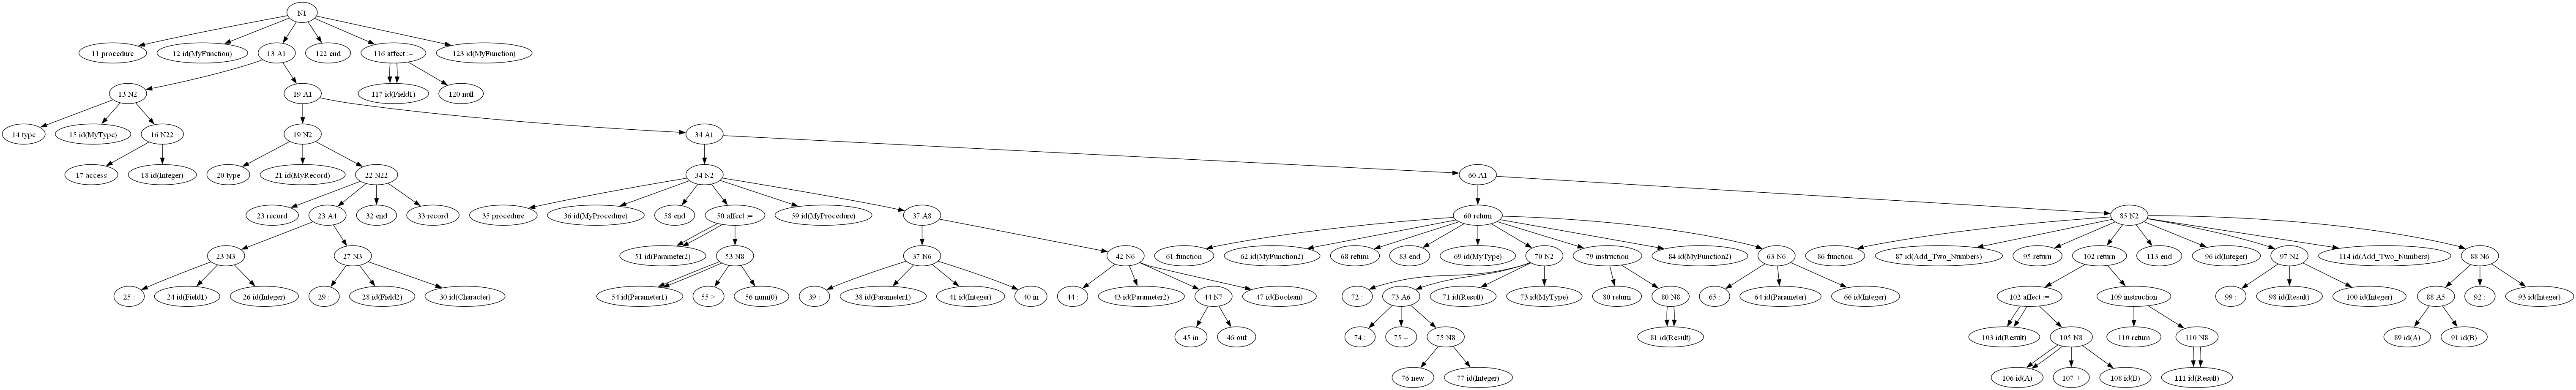 N1
11 procedure
12 id(MyFunction)
13 A1
122 end
116 affect :=
123 id(MyFunction)
13 N2
19 A1
117 id(Field1)
120 null
14 type
15 id(MyType)
16 N22
19 N2
34 A1
17 access
18 id(Integer)
20 type
21 id(MyRecord)
22 N22
34 N2
60 A1
23 record
23 A4
32 end
33 record
35 procedure
36 id(MyProcedure)
58 end
50 affect :=
59 id(MyProcedure)
37 A8
60 return
85 N2
23 N3
27 N3
51 id(Parameter2)
53 N8
37 N6
42 N6
61 function
62 id(MyFunction2)
68 return
83 end
69 id(MyType)
70 N2
79 instruction
84 id(MyFunction2)
63 N6
86 function
87 id(Add_Two_Numbers)
95 return
102 return
113 end
96 id(Integer)
97 N2
114 id(Add_Two_Numbers)
88 N6
25 :
24 id(Field1)
26 id(Integer)
29 :
28 id(Field2)
30 id(Character)
54 id(Parameter1)
55 >
56 num(0)
39 :
38 id(Parameter1)
41 id(Integer)
40 in
44 :
43 id(Parameter2)
44 N7
47 id(Boolean)
72 :
73 A6
71 id(Result)
73 id(MyType)
80 return
80 N8
65 :
64 id(Parameter)
66 id(Integer)
102 affect :=
109 instruction
99 :
98 id(Result)
100 id(Integer)
88 A5
92 :
93 id(Integer)
45 in
46 out
74 :
75 =
75 N8
81 id(Result)
103 id(Result)
105 N8
110 return
110 N8
89 id(A)
91 id(B)
76 new
77 id(Integer)
106 id(A)
107 +
108 id(B)
111 id(Result)